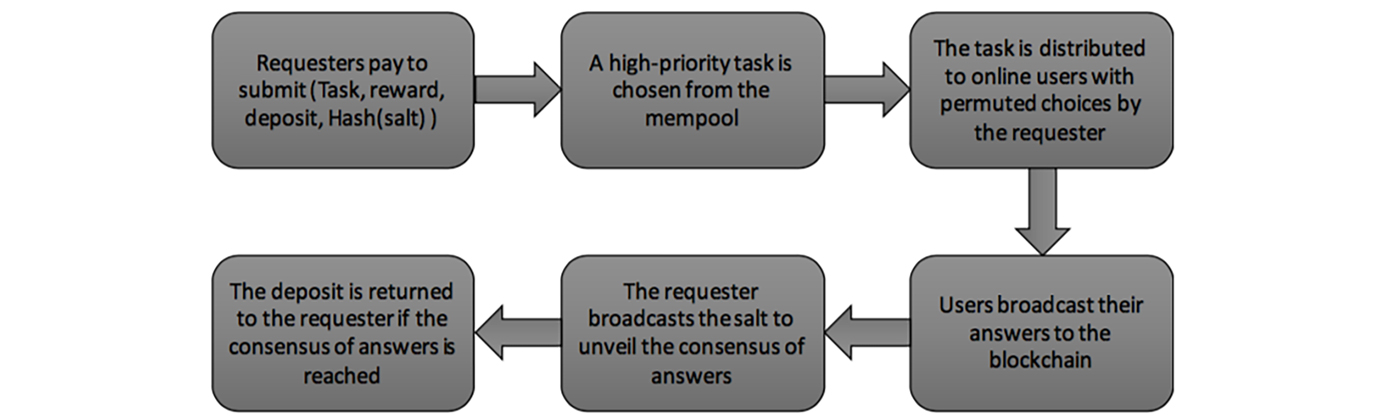 Requesters pay to
submit (Task, reward,
deposit, Hash(salt) )
A high-priority task is
chosen from the
mempool
The task is distributed
to online users with
permuted choices by
the requester
Users broadcast their
answers to the
blockchain
The requester
broadcasts the salt to
unveil the consensus of
answers
The deposit is returned
to the requester if the
consensus of answers is
reached